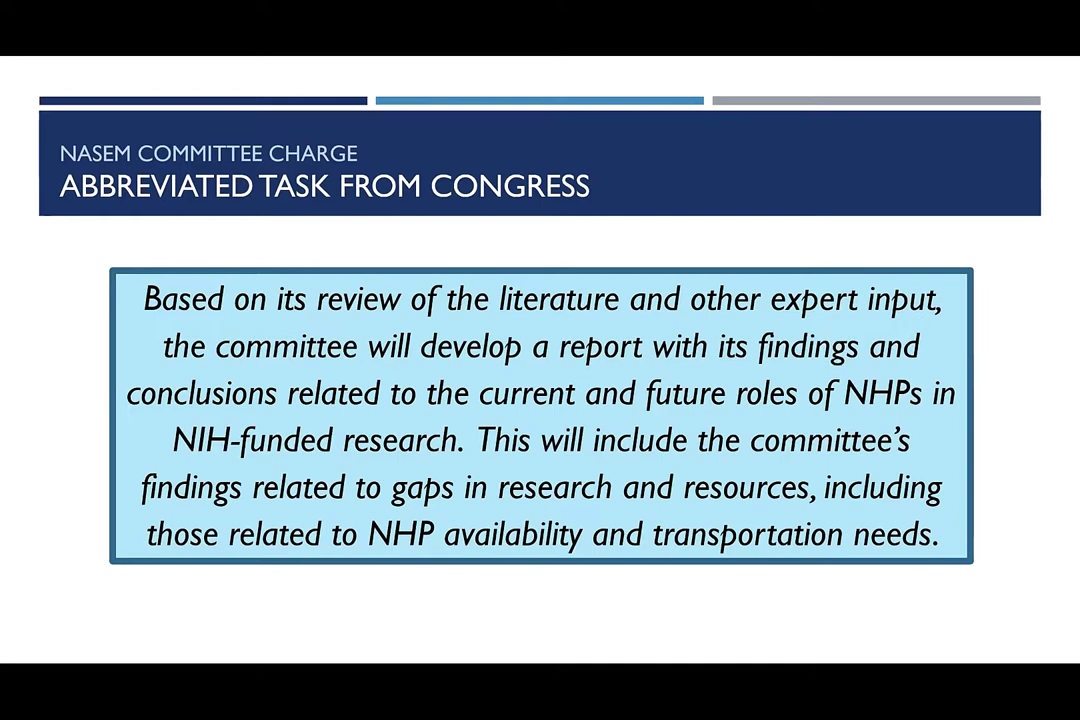 NASEM COMMITTEE CHARGE
ABBREVIATED TASK FROM CONGRESS
Based on its review of the literature and other expert input,
the committee will develop a report with its findings and
conclusions related to the current and future roles of NHPs in
NIH-funded research. This will include the committee’s
findings related to gaps in research and resources, including
those related to NHP availability and transportation needs.